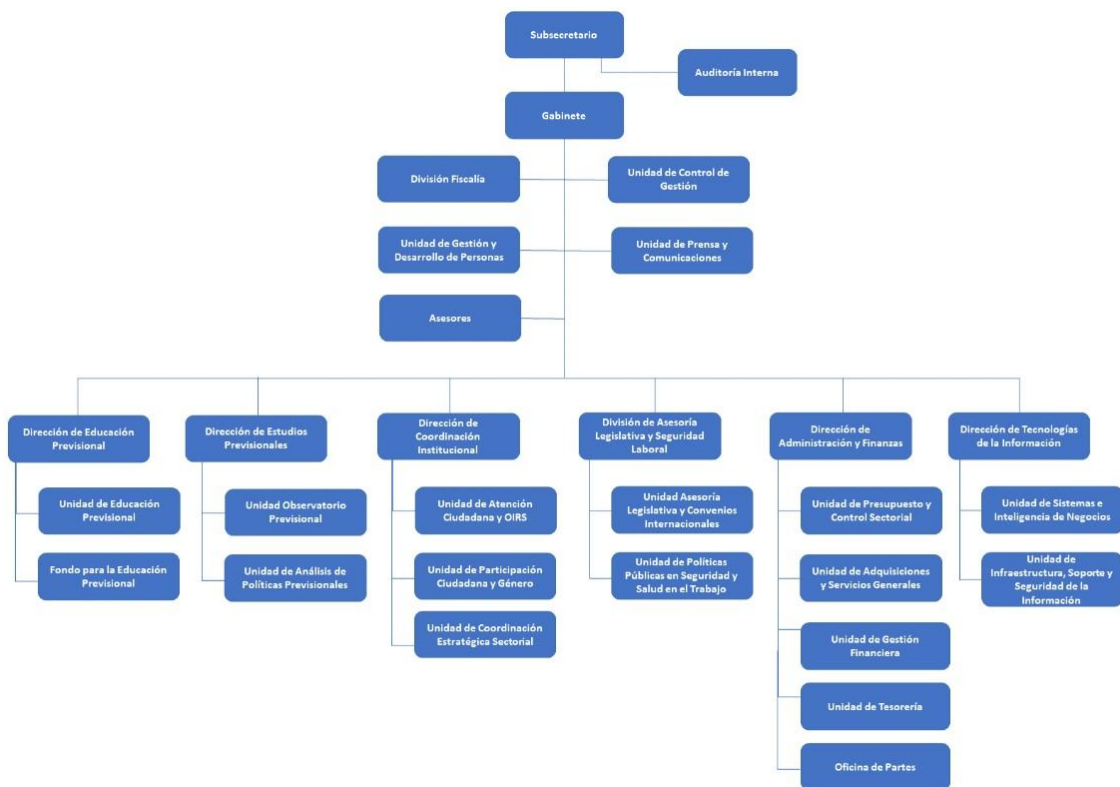 Subsecretario
Auditoría Interna
Gabinete
División Fiscalía
Unidad de Control de
Gestión
Unidad de Gestión y
Desarrollo de Personas
Unidad de Prensa y
Comunicaciones
Asesores
Dirección de Educación
Previsional
Unidad de Educación
Previsional
Fondo para la Educación
Previsional
Dirección de Estudios
Previsionales
Unidad Observatorio
Previsional
Unidad de Análisis de
Políticas Previsionales
Dirección de
Coordinación
Institucional
Unidad de Atención
Ciudadana y OIRS
Unidad de Participación
Ciudadana y Género
Unidad de Coordinación
Estratégica Sectorial
División de Asesoría
Legislativa y Seguridad
Laboral
Unidad Asesoría
Legislativa y Convenios
Internacionales
Unidad de Políticas
Públicas en Seguridad y
Salud en el Trabajo
Dirección de
Administración y Finanzas
Unidad de Presupuesto y
Control Sectorial
Unidad de Adquisiciones
y Servicios Generales
Unidad de Gestión
Financiera
Unidad de Tesorería
Oficina de Partes
Dirección de Tecnologías
de la Información
Unidad de Sistemas e
Inteligencia de Negocios
Unidad de
Infraestructura, Soporte y
Seguridad de la
Información